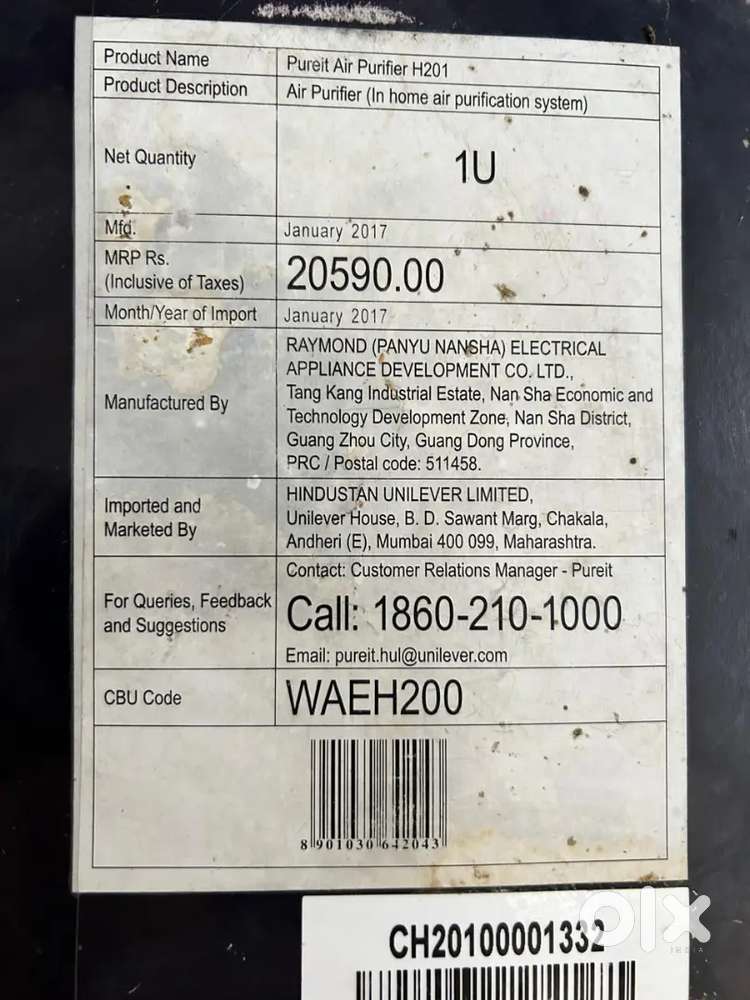 Product Name
Pureit Air Purifier H201
Product Description
Air Purifier (In home air purification system)
Net Quantity
1U
Mfd.
January 2017
MRP Rs.
(Inclusive of Taxes)
20590.00
Month/Year of Import
January 2017
Manufactured By
RAYMOND (PANYU NANSHA) ELECTRICAL
APPLIANCE DEVELOPMENT CO. LTD.,
Tang Kang Industrial Estate, Nan Sha Economic and
Technology Development Zone, Nan Sha District,
Guang Zhou City, Guang Dong Province,
PRC / Postal code: 511458.
Imported and
Marketed By
HINDUSTAN UNILEVER LIMITED,
Unilever House, B. D. Sawant Marg, Chakala,
Andheri (E), Mumbai 400 099, Maharashtra.
For Queries, Feedback
and Suggestions
Contact: Customer Relations Manager - Pureit
Call: 1860-210-1000
Email: pureit.hul@unilever.com
CBU Code
WAEH200
8 901030 642043
CH20100001332
olx
INDIA